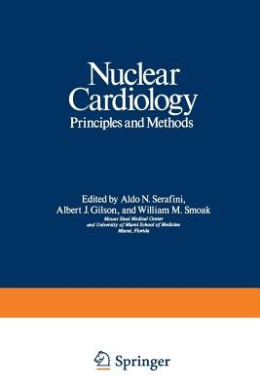 Nuclear
Cardiology
Principles and Methods
Edited by Aldo N. Serafini,
Albert J. Gilson, and William M. Smoak
Mount Sinai Medical Center
and University of Miami School of Medicine
Miami, Florida
Springer